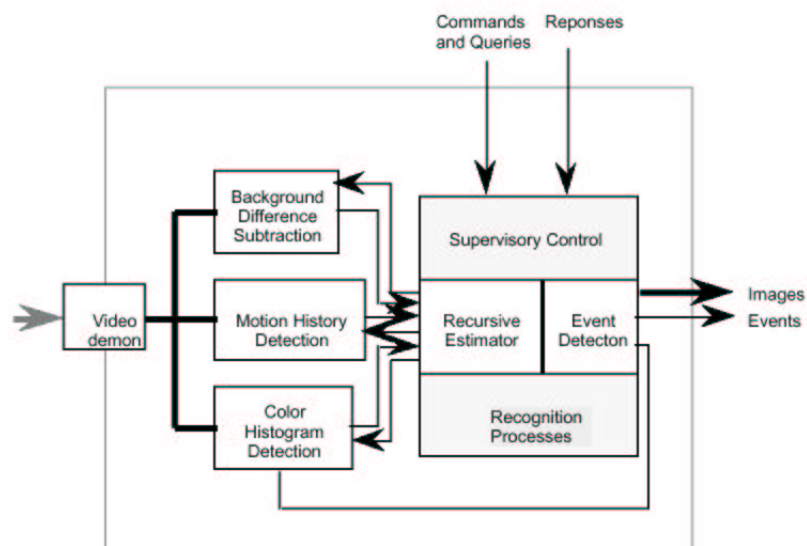 Commands
and Queries
Reponses
Background
Difference
Subtraction
Supervisory Control
Video
demon
Motion History
Detection
Recursive
Estimator
Event
Detecton
Images
Events
Color
Histogram
Detection
Recognition
Processes